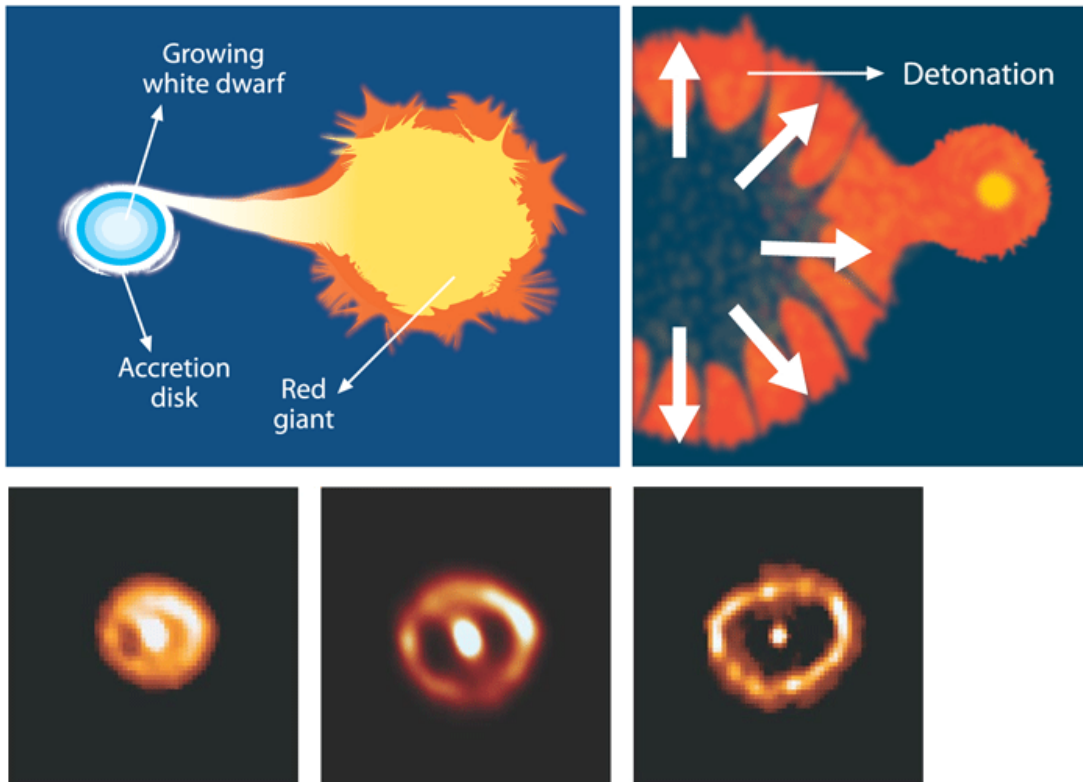 Growing
white dwarf
Accretion
disk
Red
giant
Detonation